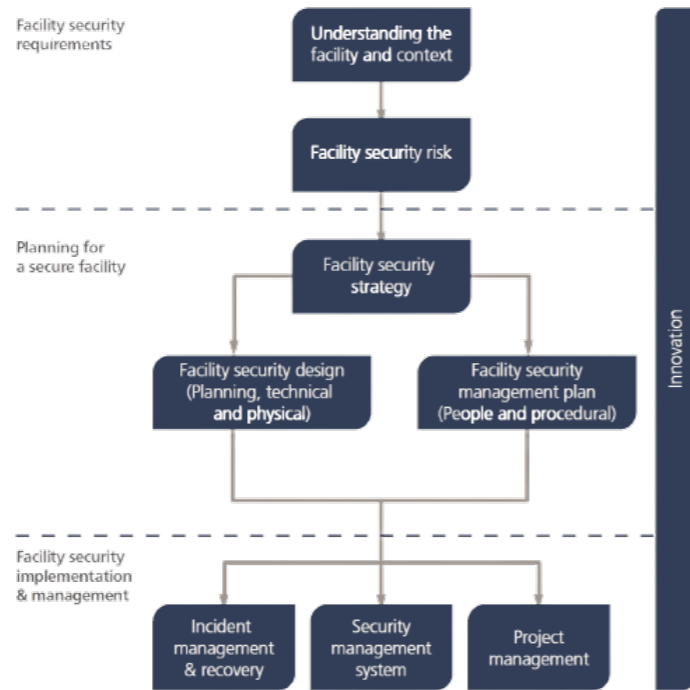 Facility security
requirements
Understanding the
facility and context
Facility security risk
Planning for
a secure facility
Facility security
strategy
Facility security design
(Planning, technical
and physical)
Facility security
management plan
(People and procedural)
Innovation
Facility security
implementation
& management
Incident
management
& recovery
Security
management
system
Project
management